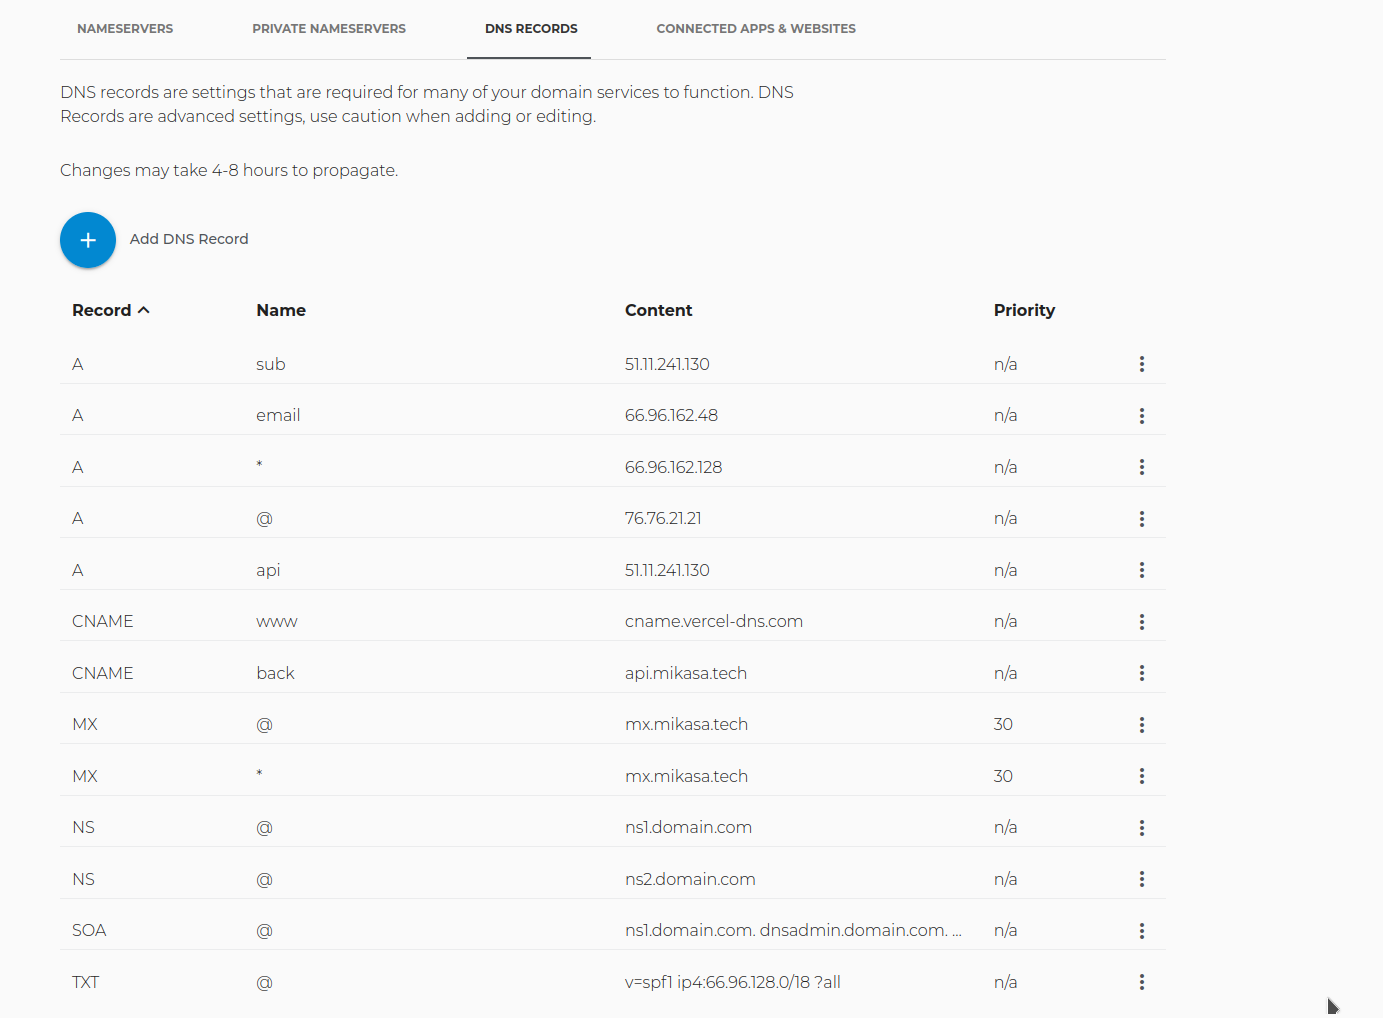 NAMESERVERS PRIVATE NAMESERVERS DNS RECORDS CONNECTED APPS & WEBSITES
DNS records are settings that are required for many of your domain services to function. DNS
Records are advanced settings, use caution when adding or editing.
Changes may take 4-8 hours to propagate.
+ Add DNS Record
Record Name Content Priority
A sub 51.11.241.130 n/a
A email 66.96.162.48 n/a
A * 66.96.162.128 n/a
A @ 76.76.21.21 n/a
A api 51.11.241.130 n/a
CNAME www cname.vercel-dns.com n/a
CNAME back api.mikasa.tech n/a
MX @ mx.mikasa.tech 30
MX * mx.mikasa.tech 30
NS @ ns1.domain.com n/a
NS @ ns2.domain.com n/a
SOA @ ns1.domain.com. dnsadmin.domain.com. ... n/a
TXT @ v=spf1 ip4:66.96.128.0/18 ?all n/a